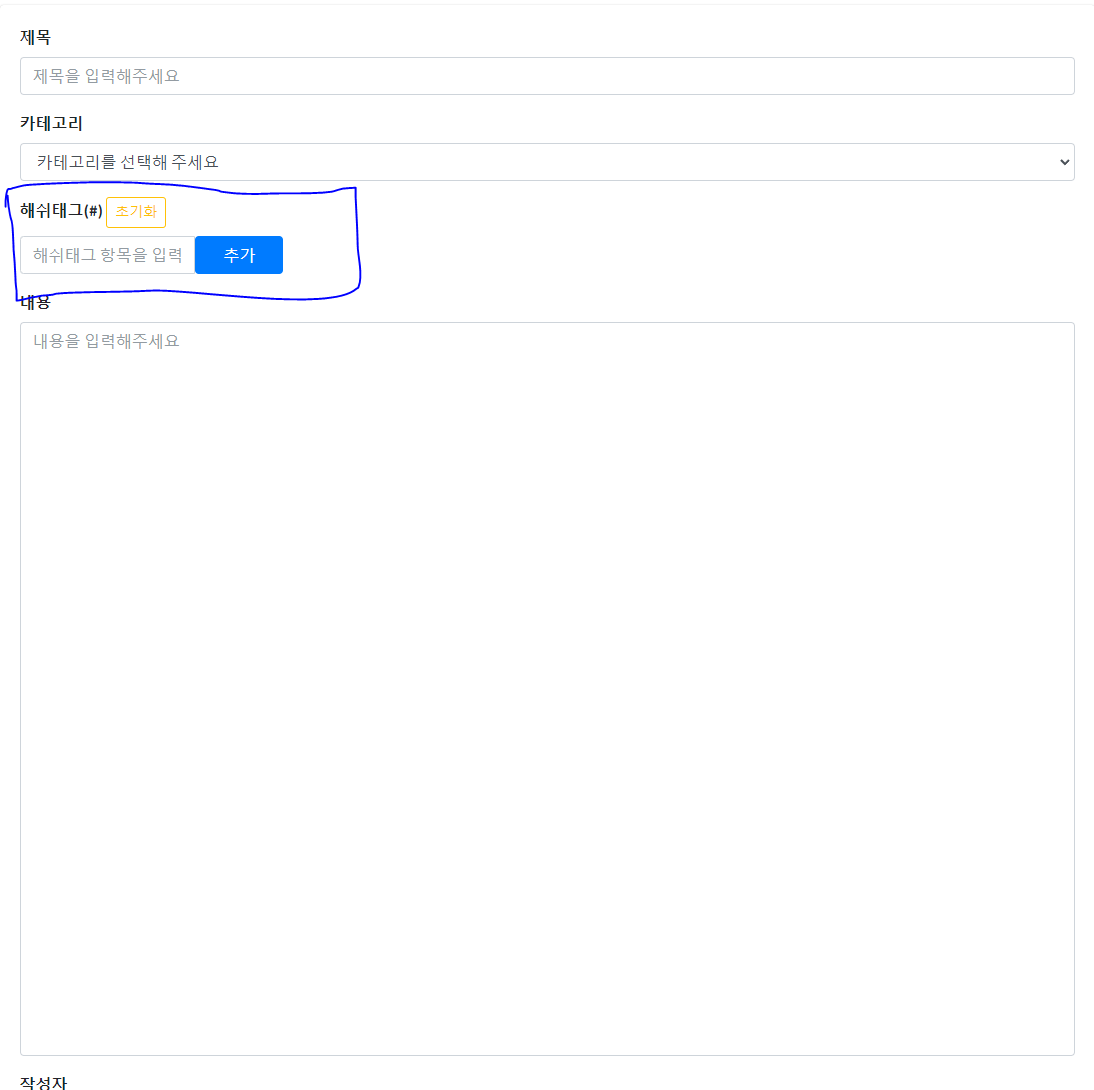 제목
제목을 입력해주세요
카테고리
카테고리를 선택해 주세요
해쉬태그(#) 초기화
해쉬태그 항목을 입력 추가
내용
내용을 입력해주세요
작성자